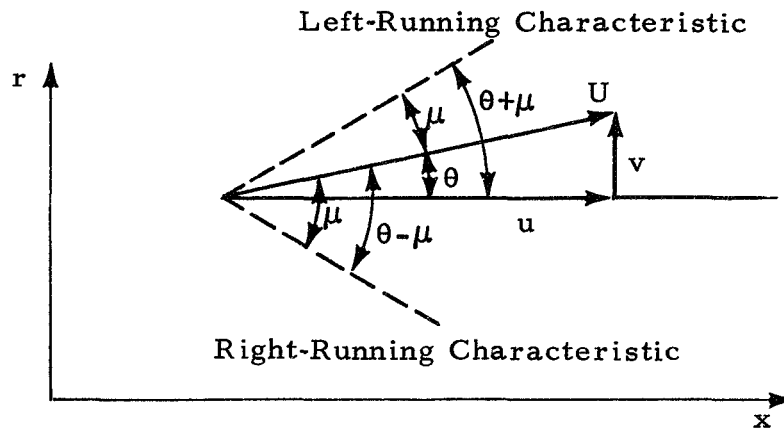 Left-Running Characteristic
r
U
θ+μ
μ
θ
v
u
μ
θ-μ
Right-Running Characteristic
x